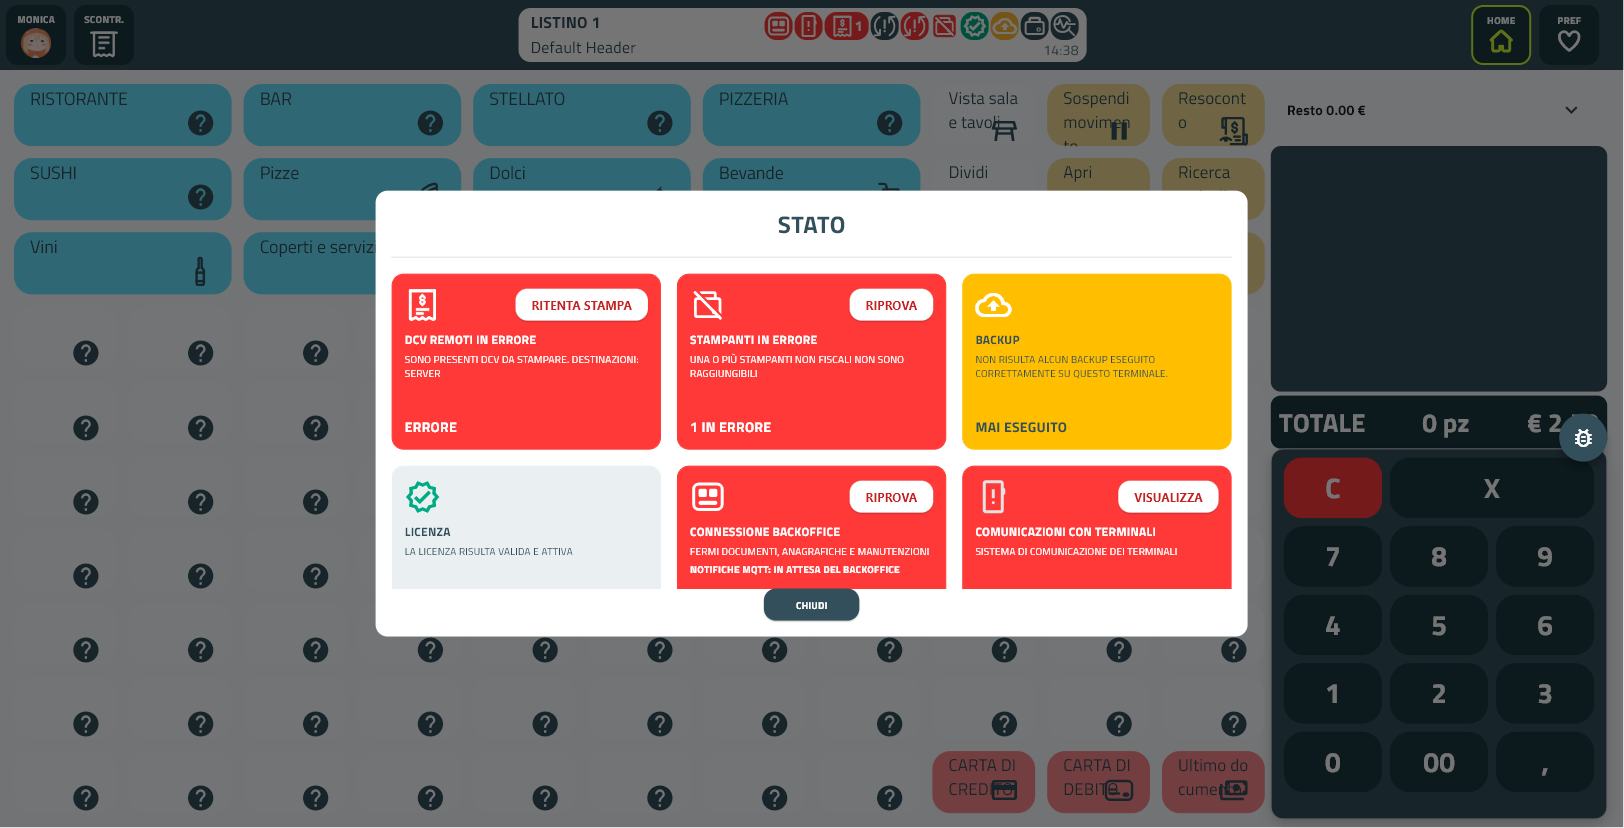 MONICA
SCONTR.
LISTINO 1
Default Header
1
14:38
HOME
PREF
RISTORANTE
BAR
STELLATO
PIZZERIA
Vista sala
e tavoli
Sospendi
movimen
to
Resocont
o
Resto 0.00 €
SUSHI
Pizze
Dolci
Bevande
Dividi
Apri
Ricerca
Vini
Coperti e servizi
STATO
RITENTA STAMPA
DCV REMOTI IN ERRORE
SONO PRESENTI DCV DA STAMPARE. DESTINAZIONI:
SERVER
ERRORE
RIPROVA
STAMPANTI IN ERRORE
UNA O PIÙ STAMPANTI NON FISCALI NON SONO
RAGGIUNGIBILI
1 IN ERRORE
BACKUP
NON RISULTA ALCUN BACKUP ESEGUITO
CORRETTAMENTE SU QUESTO TERMINALE.
MAI ESEGUITO
LICENZA
LA LICENZA RISULTA VALIDA E ATTIVA
RIPROVA
CONNESSIONE BACKOFFICE
FERMI DOCUMENTI, ANAGRAFICHE E MANUTENZIONI
NOTIFICHE MQTT: IN ATTESA DEL BACKOFFICE
VISUALIZZA
COMUNICAZIONI CON TERMINALI
SISTEMA DI COMUNICAZIONE DEI TERMINALI
CHIUDI
TOTALE 0 pz € 2
C X
7 8 9
4 5 6
1 2 3
0 00 ,
CARTA DI
CREDITO
CARTA DI
DEBITO
Ultimo do
cumento